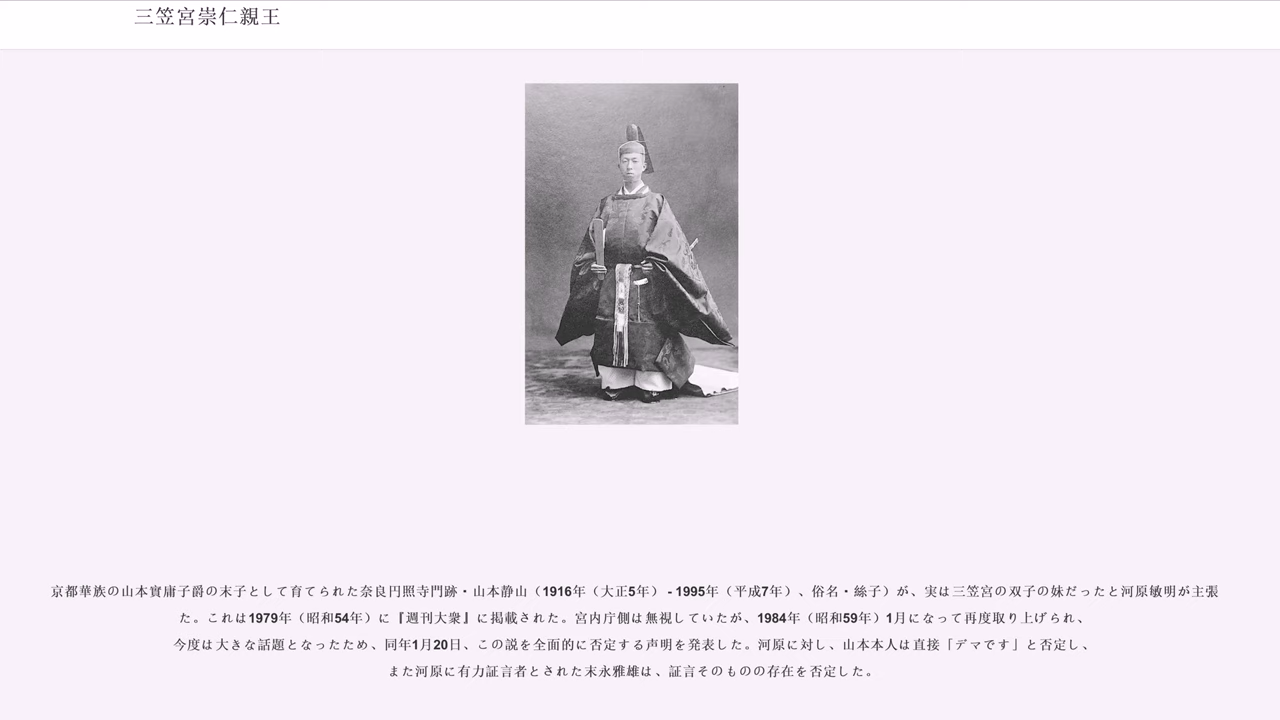 三笠宮崇仁親王
京都華族の山本實庸子爵の末子として育てられた奈良円照寺門跡・山本静山（1916年（大正5年） - 1995年（平成7年）、俗名・絲子）が、実は三笠宮の双子の妹だったと河原敏明が主張
た。これは1979年（昭和54年）に『週刊大衆』に掲載された。宮内庁側は無視していたが、1984年（昭和59年）1月になって再度取り上げられ、
今度は大きな話題となったため、同年1月20日、この説を全面的に否定する声明を発表した。河原に対し、山本本人は直接「デマです」と否定し、
また河原に有力証言者とされた末永雅雄は、証言そのものの存在を否定した。